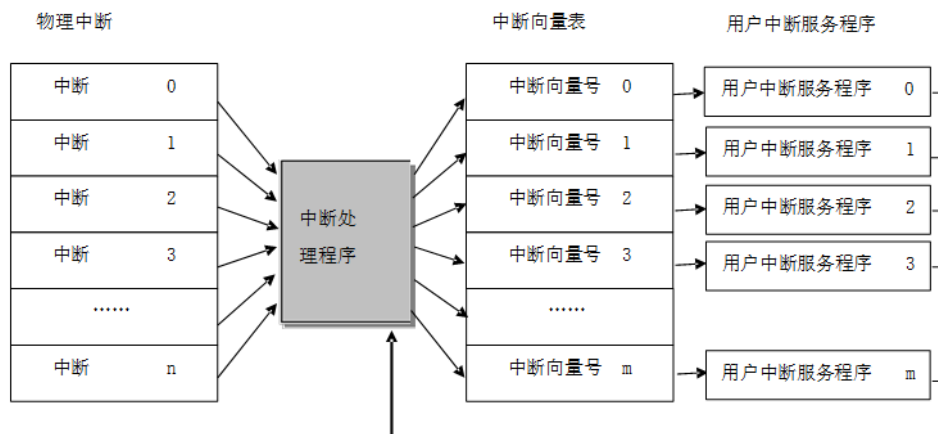 物理中断 中断向量表 用户中断服务程序
中断 0 中断向量号 0 用户中断服务程序 0
中断 1 中断向量号 1 用户中断服务程序 1
中断 2 中断向量号 2 用户中断服务程序 2
中断处
理程序
中断 3 中断向量号 3 用户中断服务程序 3
…… ……
中断 n 中断向量号 m 用户中断服务程序 m